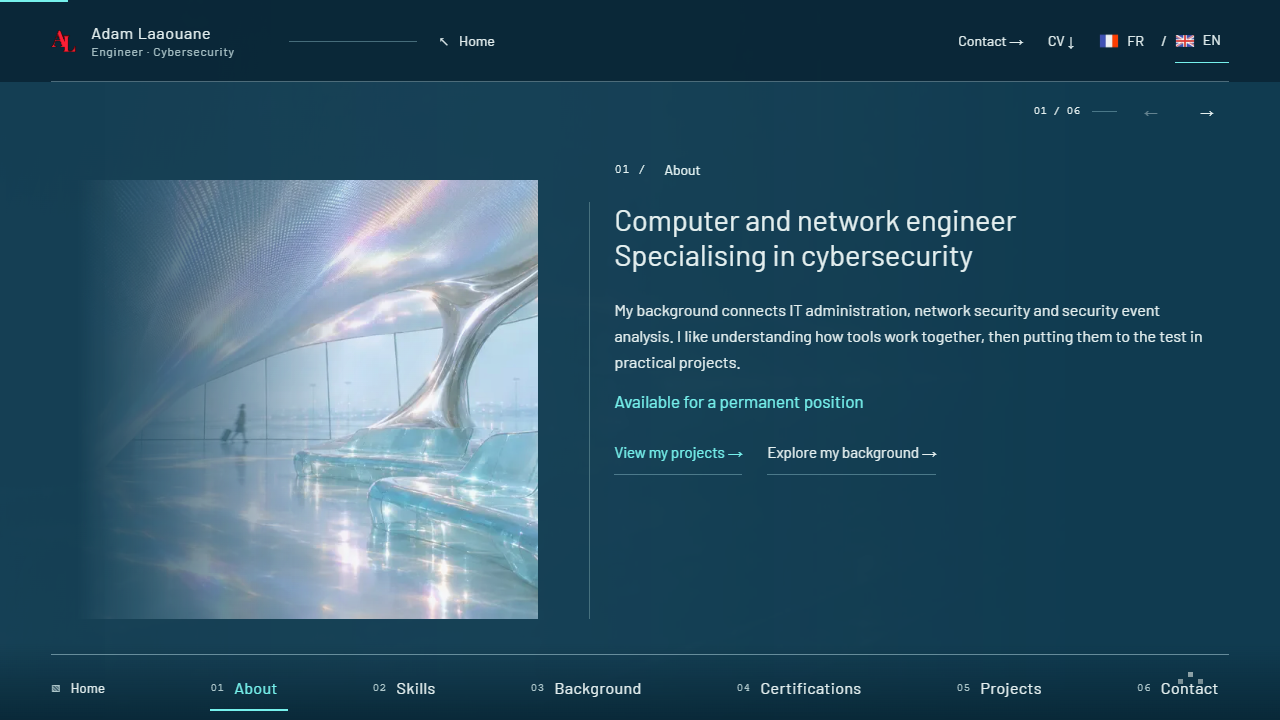 AL Adam Laaouane
Engineer · Cybersecurity
↖ Home
Contact →
CV ↓
FR / EN
01 / 06 ← →
01 / About
Computer and network engineer
Specialising in cybersecurity
My background connects IT administration, network security and security event
analysis. I like understanding how tools work together, then putting them to the test in
practical projects.
Available for a permanent position
View my projects → Explore my background →
Home 01 About 02 Skills 03 Background 04 Certifications 05 Projects 06 Contact